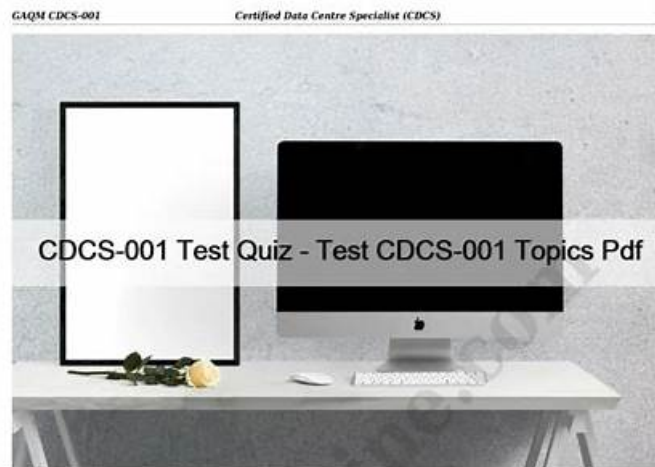 GAQM CDCS-001 Certified Data Centre Specialist (CDCS)
CDCS-001 Test Quiz - Test CDCS-001 Topics Pdf